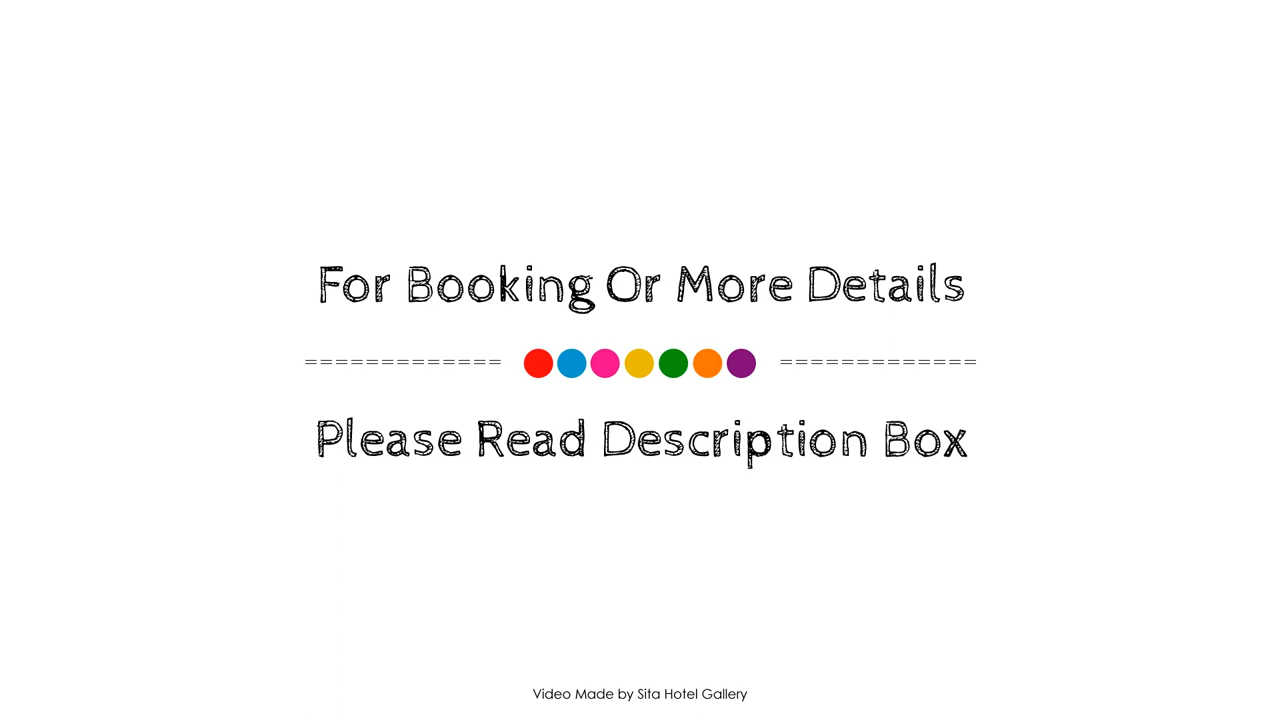 For Booking Or More Details
============= =============
Please Read Description Box
Video Made by Sita Hotel Gallery